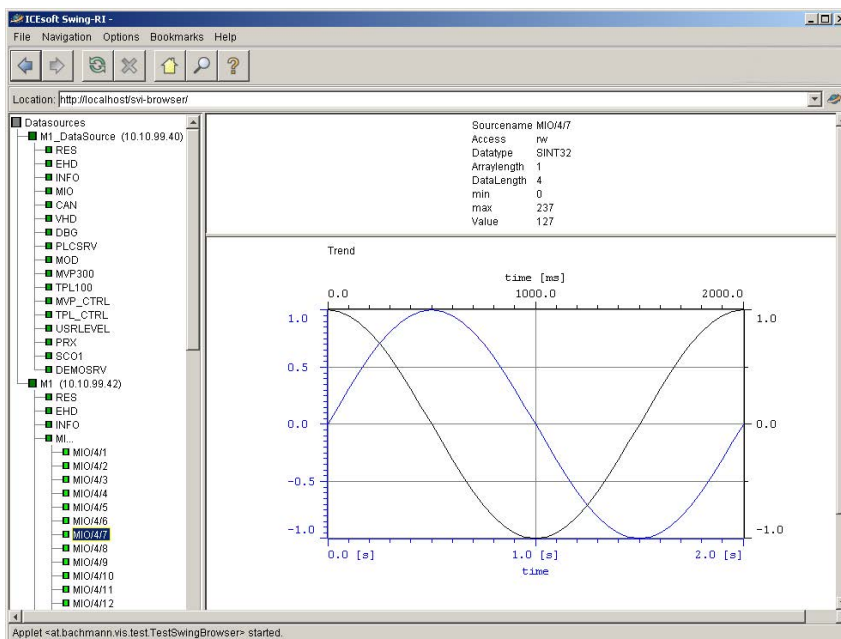 ICEsoft Swing-RI -
File Navigation Options Bookmarks Help
Location: http://localhost/svi-browser/
Datasources
M1_DataSource (10.10.99.40)
RES
EHD
INFO
MIO
CAN
VHD
DBG
PLCSRV
MOD
MVP300
TPL100
MVP_CTRL
TPL_CTRL
USRLEVEL
PRX
SCO1
DEMOSRV
M1 (10.10.99.42)
RES
EHD
INFO
MI...
MIO/4/1
MIO/4/2
MIO/4/3
MIO/4/4
MIO/4/5
MIO/4/6
MIO/4/7
MIO/4/8
MIO/4/9
MIO/4/10
MIO/4/11
MIO/4/12
Sourcename MIO/4/7
Access rw
Datatype SINT32
Arraylength 1
DataLength 4
min 0
max 237
Value 127
Trend
time [ms]
0.0 1000.0 2000.0
1.0 1.0
0.5
0.0 0.0
-0.5
-1.0 -1.0
0.0 [s] 1.0 [s] 2.0 [s]
time
Applet <at.bachmann.vis.test.TestSwingBrowser> started.